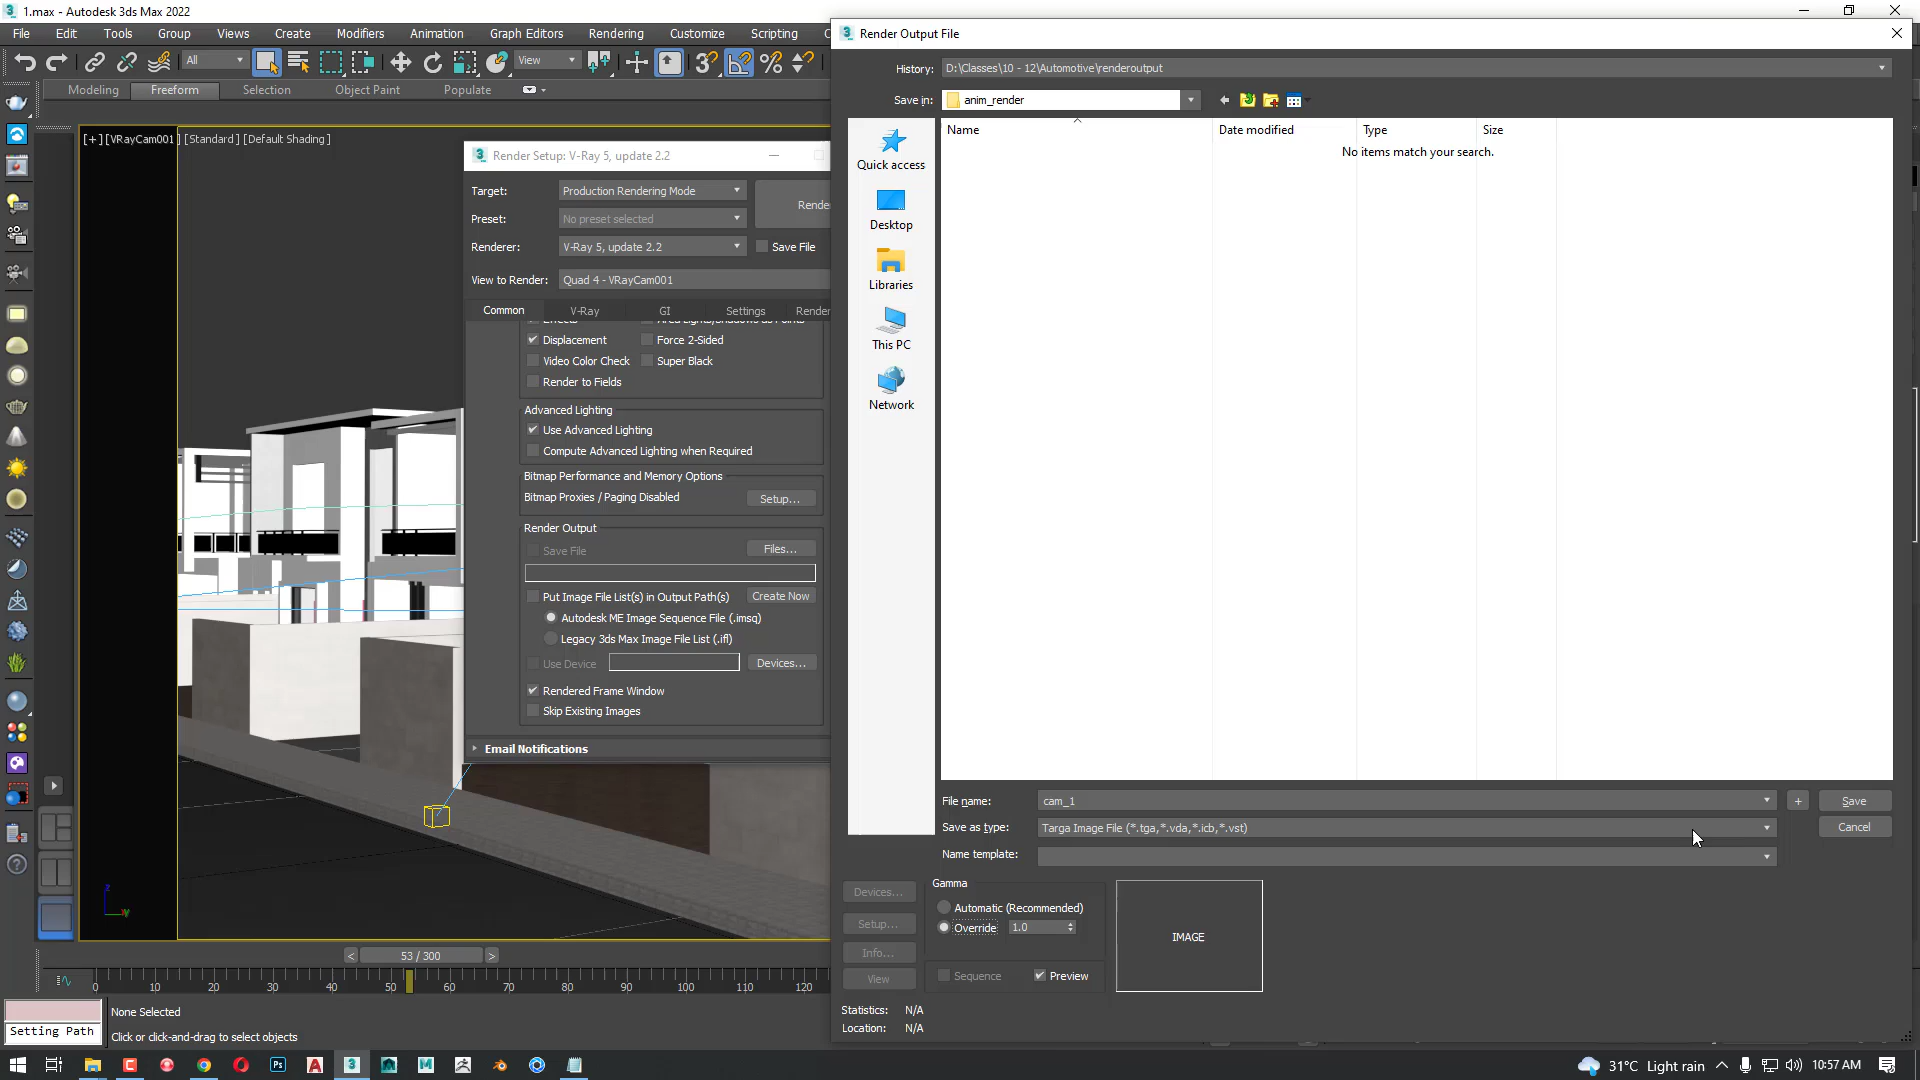 1.max - Autodesk 3ds Max 2022
File Edit Tools Group Views Create Modifiers Animation Graph Editors Rendering Customize Scripting
All View
Modeling Freeform Selection Object Paint Populate
[+] [VRayCam001] [Standard] [Default Shading]
Render Setup: V-Ray 5, update 2.2
Target: Production Rendering Mode
Preset: No preset selected
Rende
Renderer: V-Ray 5, update 2.2 Save File
View to Render: Quad 4 - VRayCam001
Common V-Ray GI Settings Render
Displacement Force 2-Sided
Video Color Check Super Black
Render to Fields
Advanced Lighting
Use Advanced Lighting
Compute Advanced Lighting when Required
Bitmap Performance and Memory Options
Bitmap Proxies / Paging Disabled Setup...
Render Output
Save File Files...
Put Image File List(s) in Output Path(s) Create Now
Autodesk ME Image Sequence File (.imsq)
Legacy 3ds Max Image File List (.ifl)
Use Device Devices...
Rendered Frame Window
Skip Existing Images
Email Notifications
Render Output File
History: D:\Classes\10 - 12\Automotive\renderoutput
Save in: anim_render
Name Date modified Type Size
No items match your search.
Quick access
Desktop
Libraries
This PC
Network
File name: cam_1 + Save
Save as type: Targa Image File (*.tga,*.vda,*.icb,*.vst) Cancel
Name template:
Devices...
Setup...
Info...
View
Gamma
Automatic (Recommended)
Override 1.0
Sequence Preview
IMAGE
Statistics: N/A
Location: N/A
z
y
< 53 / 300 >
0 10 20 30 40 50 60 70 80 90 100 110 120
Setting Path
None Selected
Click or click-and-drag to select objects
31°C Light rain 10:57 AM